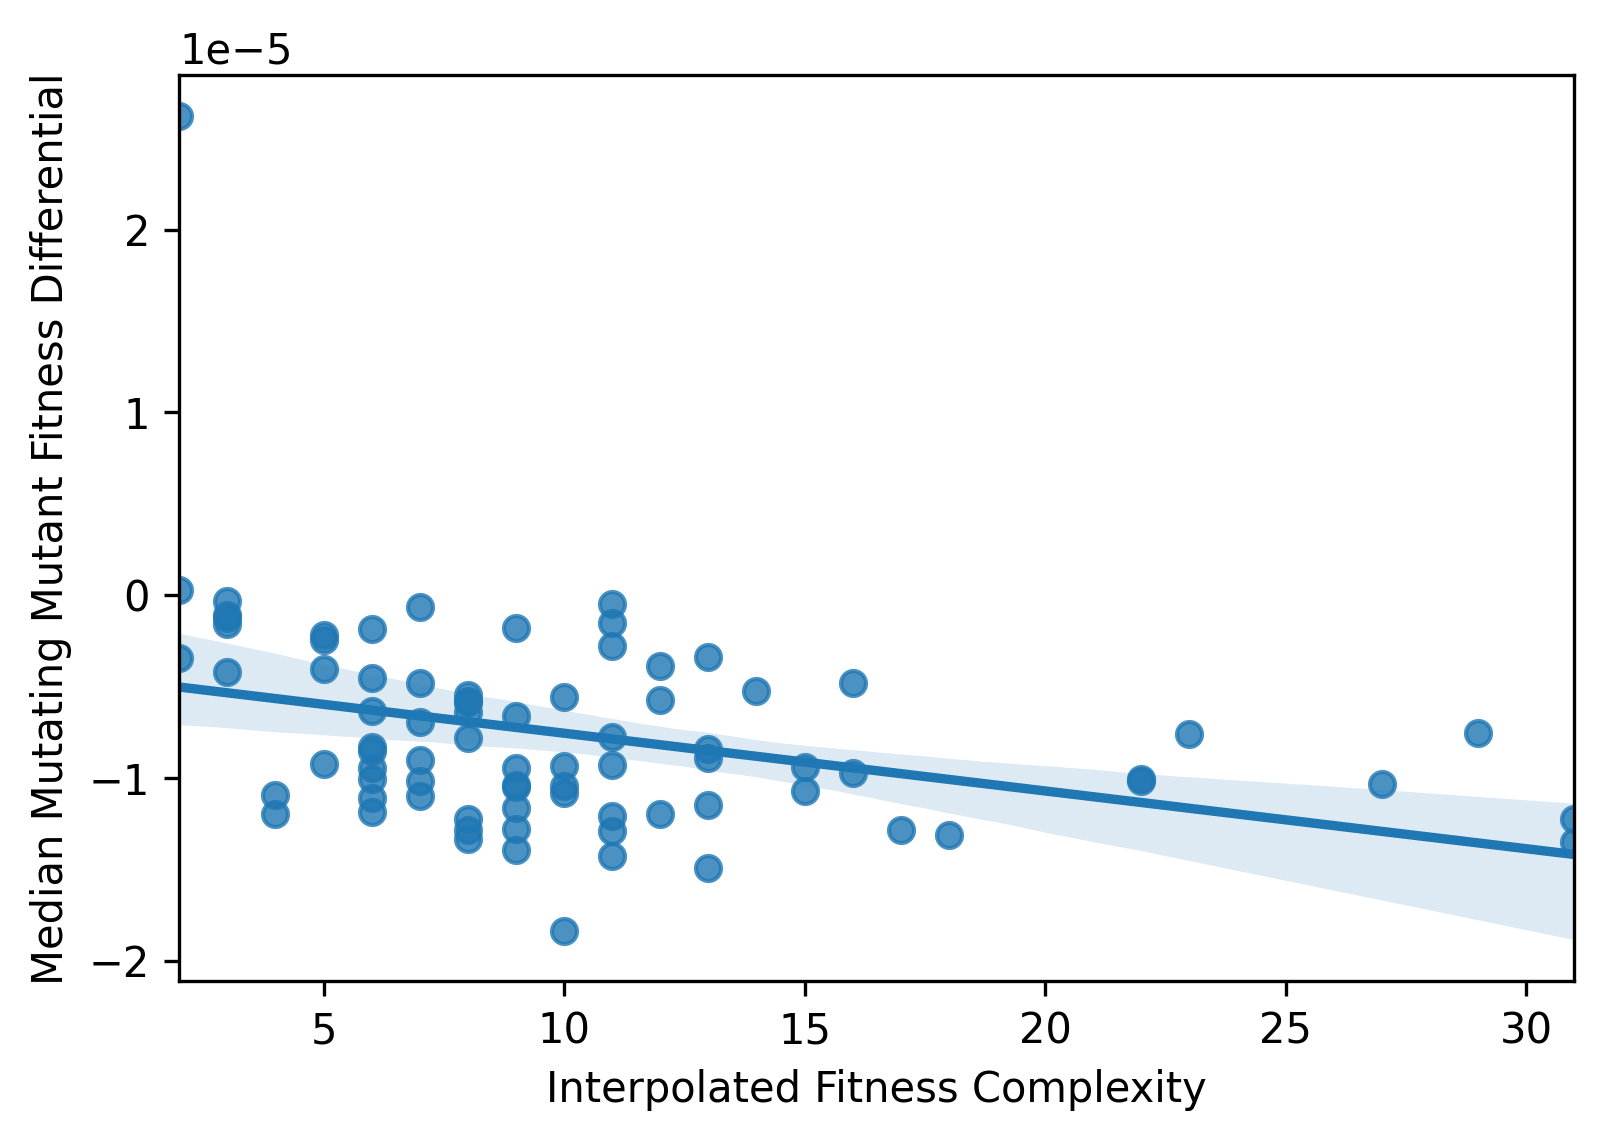 1e−5
Median Mutating Mutant Fitness Differential
2
1
0
−1
−2
5 10 15 20 25 30
Interpolated Fitness Complexity